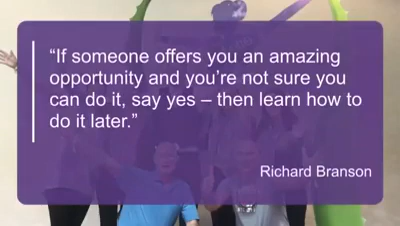 “If someone offers you an amazing
opportunity and you’re not sure you
can do it, say yes – then learn how to
do it later.”
Richard Branson